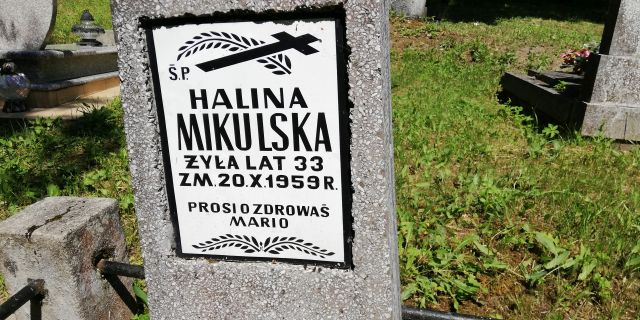 Ś.P.
HALINA
MIKULSKA
ŻYŁA LAT 33
ZM. 20.X.1959 R.
PROSI O ZDROWAŚ
MARIO